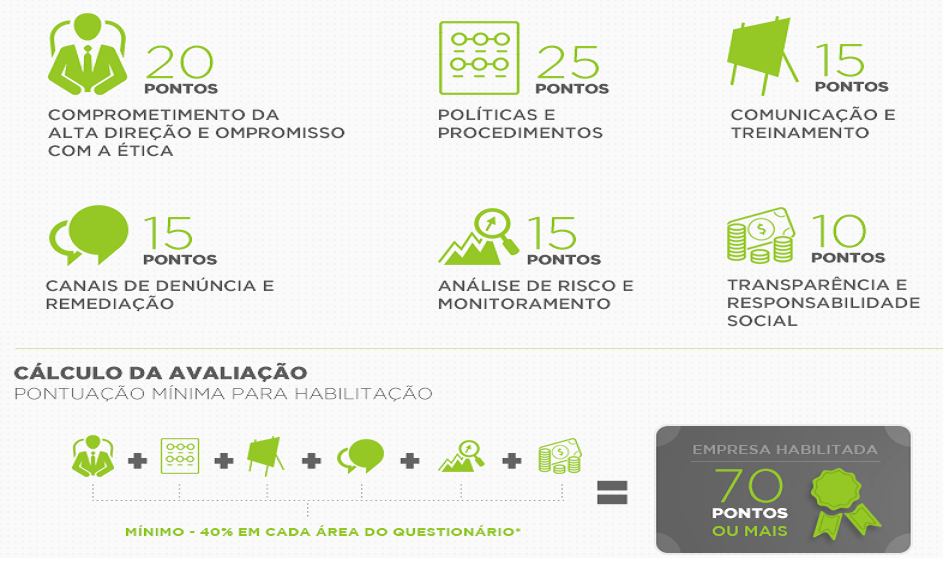 20
PONTOS
COMPROMETIMENTO DA
ALTA DIREÇÃO E OMPROMISSO
COM A ÉTICA
25
PONTOS
POLÍTICAS E
PROCEDIMENTOS
15
PONTOS
COMUNICAÇÃO E
TREINAMENTO
15
PONTOS
CANAIS DE DENÚNCIA E
REMEDIAÇÃO
15
PONTOS
ANÁLISE DE RISCO E
MONITORAMENTO
10
PONTOS
TRANSPARÊNCIA E
RESPONSABILIDADE
SOCIAL
CÁLCULO DA AVALIAÇÃO
PONTUAÇÃO MÍNIMA PARA HABILITAÇÃO
+ + + + + =
MÍNIMO - 40% EM CADA ÁREA DO QUESTIONÁRIO*
EMPRESA HABILITADA
70
PONTOS
OU MAIS